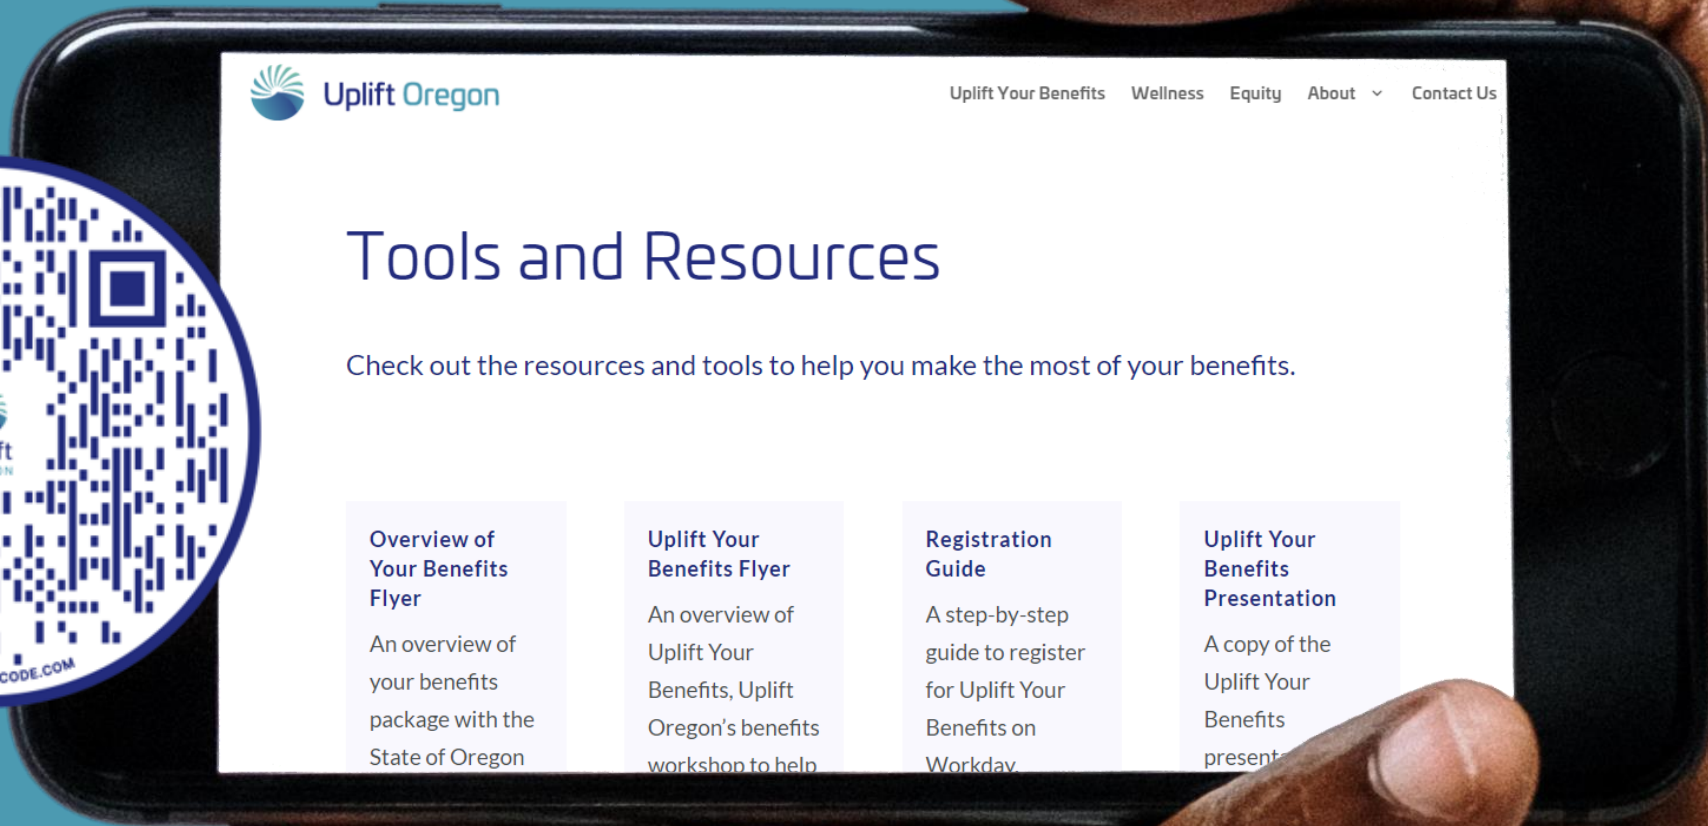 Uplift Oregon
Uplift Your Benefits Wellness Equity About Contact Us
Tools and Resources
Check out the resources and tools to help you make the most of your benefits.
Overview of
Your Benefits
Flyer
An overview of
your benefits
package with the
State of Oregon
Uplift Your
Benefits Flyer
An overview of
Uplift Your
Benefits, Uplift
Oregon's benefits
workshop to help
Registration
Guide
A step-by-step
guide to register
for Uplift Your
Benefits on
Workday.
Uplift Your
Benefits
Presentation
A copy of the
Uplift Your
Benefits
CODE.COM